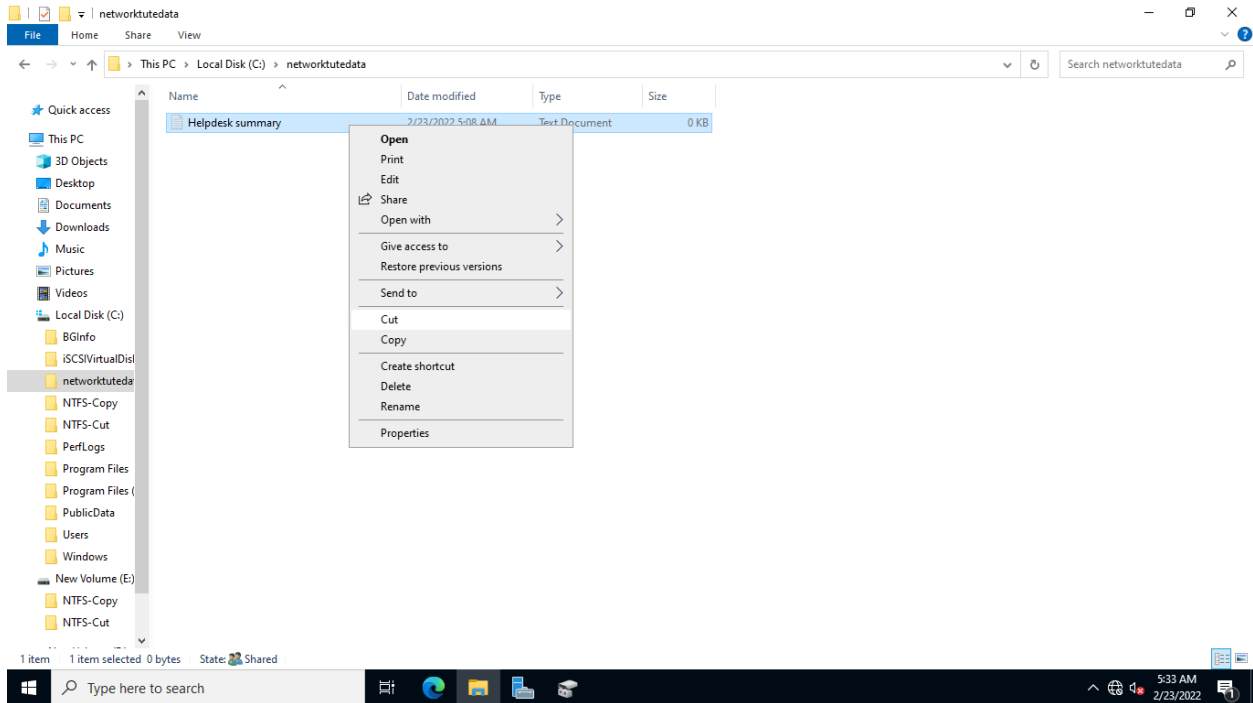 networktutedata
File Home Share View
This PC > Local Disk (C:) > networktutedata
Search networktutedata
Name Date modified Type Size
Quick access
Helpdesk summary 2/23/2022 5:08 AM Text Document 0 KB
This PC
3D Objects
Desktop
Documents
Downloads
Music
Pictures
Videos
Local Disk (C:)
BGInfo
iSCSIVirtualDisl
networktuteda
NTFS-Copy
NTFS-Cut
PerfLogs
Program Files
Program Files (
PublicData
Users
Windows
New Volume (E:)
NTFS-Copy
NTFS-Cut
Open
Print
Edit
Share
Open with
Give access to
Restore previous versions
Send to
Cut
Copy
Create shortcut
Delete
Rename
Properties
1 item 1 item selected 0 bytes State: Shared
Type here to search
5:33 AM
2/23/2022
1